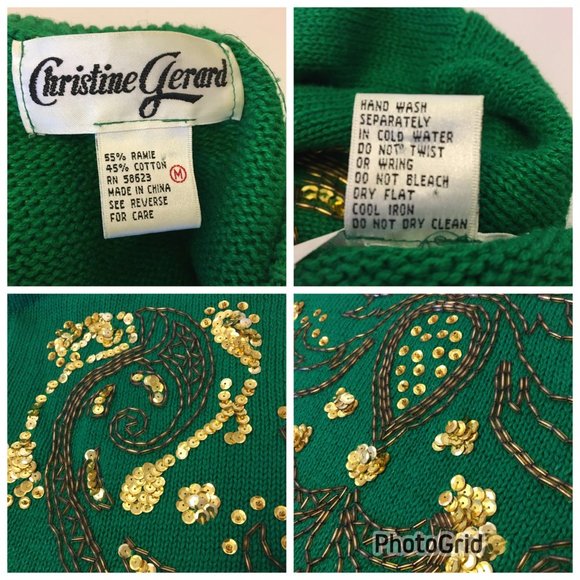 Christine Gerard
55% RAMIE
45% COTTON
RN 58623
MADE IN CHINA
SEE REVERSE
FOR CARE
M
HAND WASH
SEPARATELY
IN COLD WATER
DO NOT TWIST
OR WRING
DO NOT BLEACH
DRY FLAT
COOL IRON
DO NOT DRY CLEAN
PhotoGrid